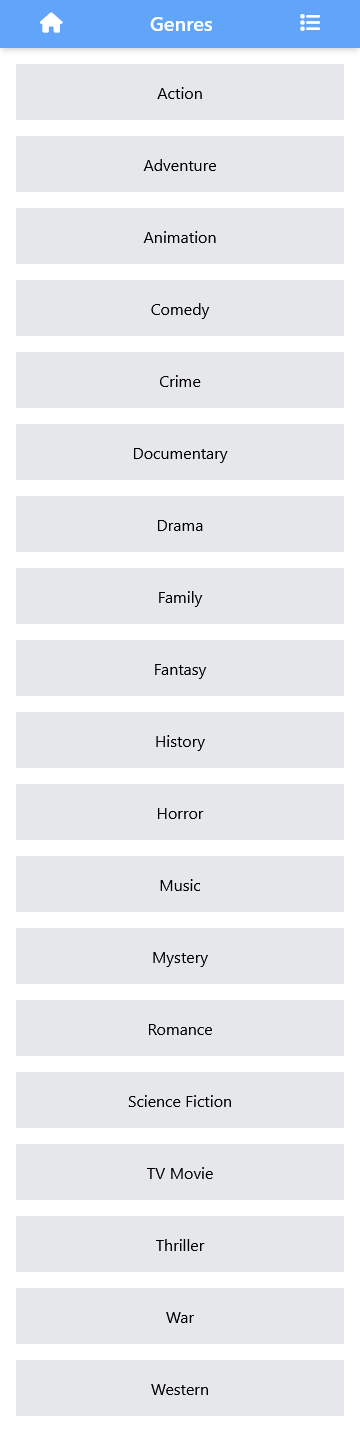 Genres
Action
Adventure
Animation
Comedy
Crime
Documentary
Drama
Family
Fantasy
History
Horror
Music
Mystery
Romance
Science Fiction
TV Movie
Thriller
War
Western